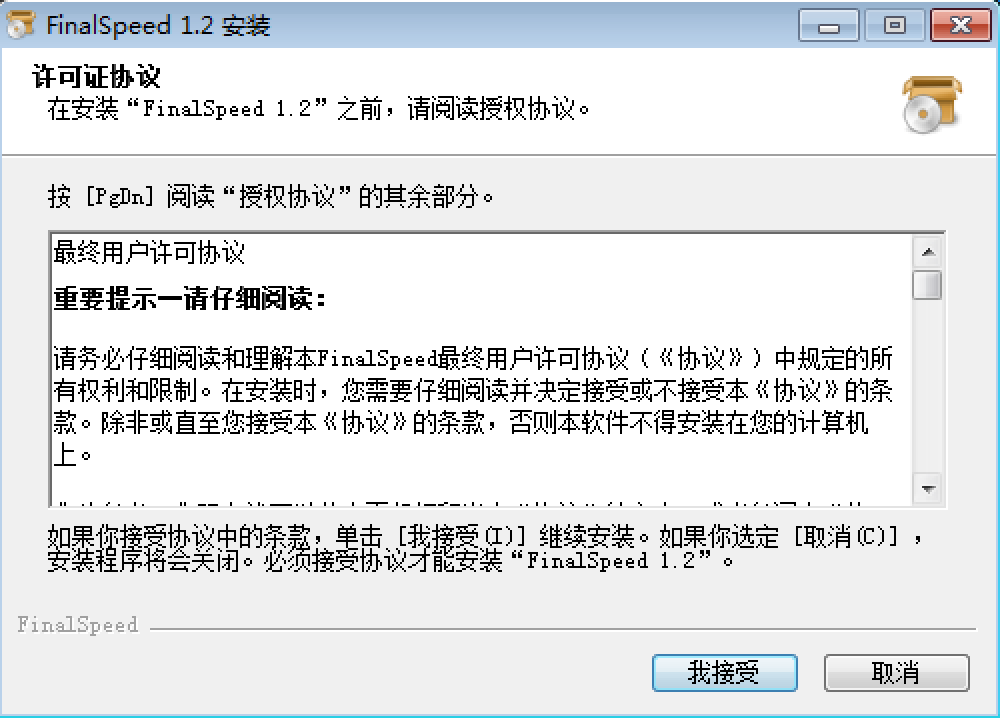 FinalSpeed 1.2 安装
许可证协议
在安装“FinalSpeed 1.2”之前，请阅读授权协议。
按 [PgDn] 阅读“授权协议”的其余部分。
最终用户许可协议
重要提示一请仔细阅读：
请务必仔细阅读和理解本FinalSpeed最终用户许可协议（《协议》）中规定的所
有权利和限制。在安装时，您需要仔细阅读并决定接受或不接受本《协议》的条
款。除非或直至您接受本《协议》的条款，否则本软件不得安装在您的计算机
上。
如果你接受协议中的条款，单击 [我接受(I)] 继续安装。如果你选定 [取消(C)] ，
安装程序将会关闭。必须接受协议才能安装“FinalSpeed 1.2”。
FinalSpeed
我接受
取消